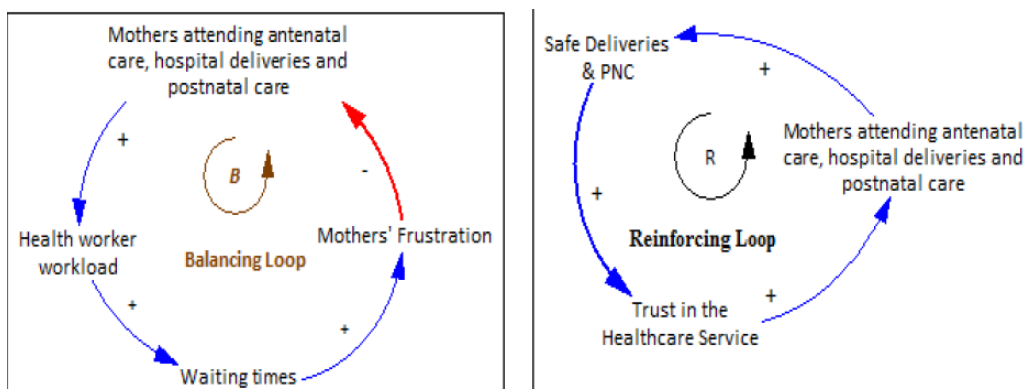 Mothers attending antenatal
care, hospital deliveries and
postnatal care
+
B
-
Health worker
workload
Balancing Loop
Mothers' Frustration
+
+
Waiting times
Safe Deliveries
& PNC
+
R
Mothers attending antenatal
care, hospital deliveries and
postnatal care
+
Reinforcing Loop
+
Trust in the
Healthcare Service